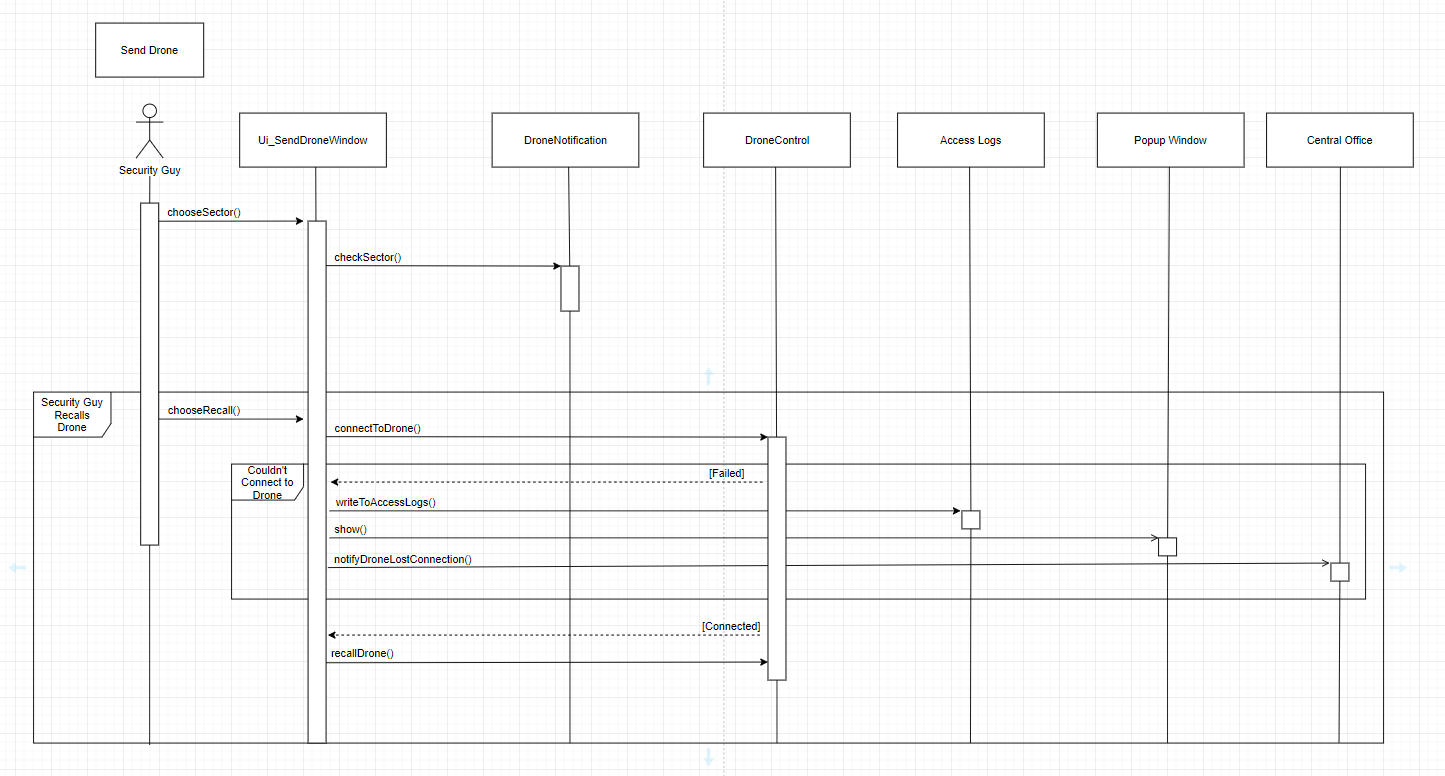 Send Drone
Security Guy
Ui_SendDroneWindow
DroneNotification
DroneControl
Access Logs
Popup Window
Central Office
chooseSector()
checkSector()
Security Guy
Recalls
Drone
chooseRecall()
connectToDrone()
Couldn't
Connect to
Drone
[Failed]
writeToAccessLogs()
show()
notifyDroneLostConnection()
[Connected]
recallDrone()